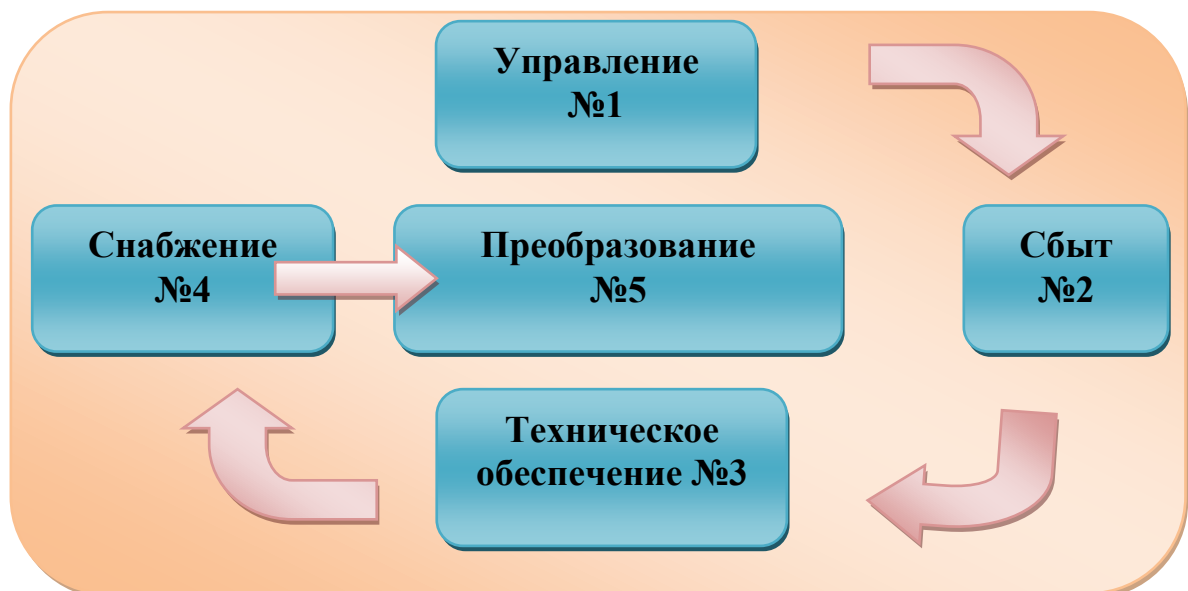 Управление
№1
Снабжение
№4
Преобразование
№5
Сбыт
№2
Техническое
обеспечение №3